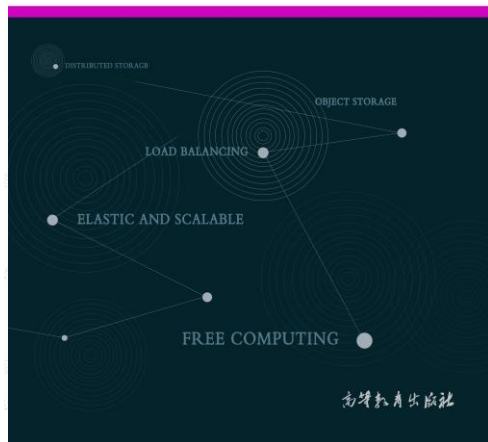 DISTRIBUTED STORAGE
OBJECT STORAGE
LOAD BALANCING
ELASTIC AND SCALABLE
FREE COMPUTING
高等教育出版社